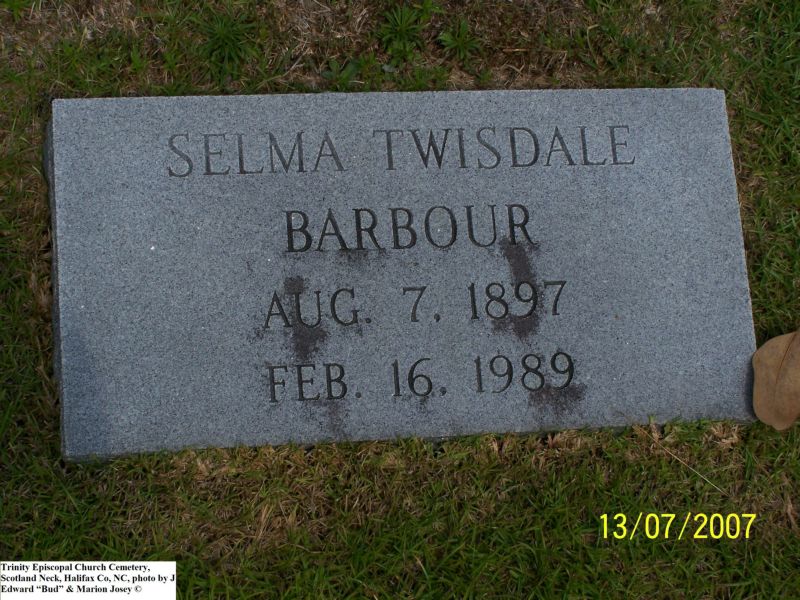 SELMA TWISDALE
BARBOUR
AUG. 7, 1897
FEB. 16, 1989
13/07/2007
Trinity Episcopal Church Cemetery,
Scotland Neck, Halifax Co, NC, photo by J
Edward “Bud” & Marion Josey ©